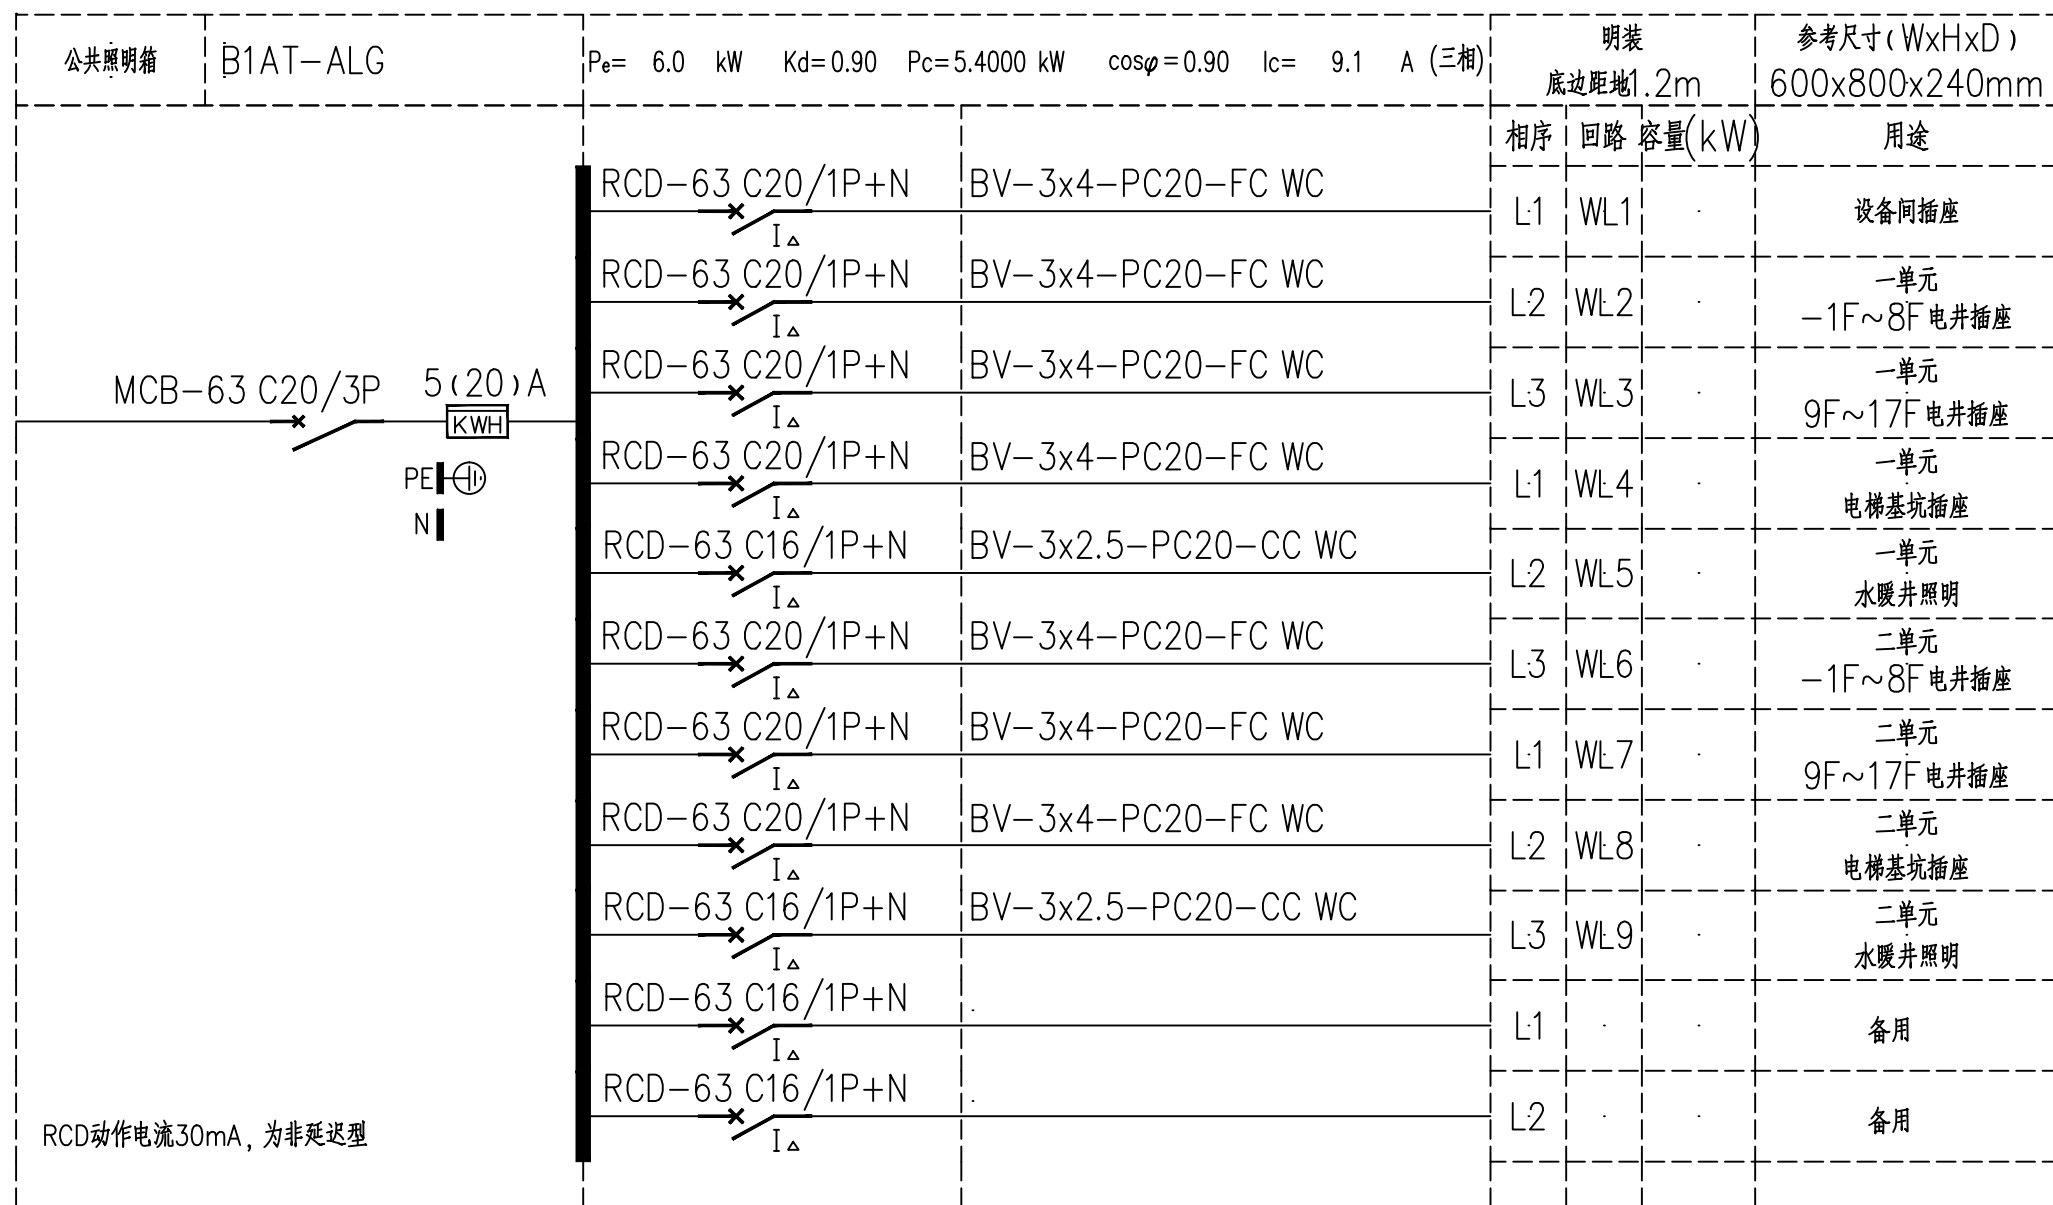 公共照明箱 B1AT-ALG Pe= 6.0 kW Kd=0.90 Pc=5.4000 kW cosφ=0.90 Ic= 9.1 A (三相)
明装
底边距地1.2m
参考尺寸(WxHxD)
600x800x240mm
相序 回路 容量(kW) 用途
RCD-63 C20/1P+N BV-3x4-PC20-FC WC L1 WL1 设备间插座
I△
RCD-63 C20/1P+N BV-3x4-PC20-FC WC L2 WL2 一单元
-1F~8F电井插座
I△
RCD-63 C20/1P+N BV-3x4-PC20-FC WC L3 WL3 一单元
9F~17F电井插座
I△
MCB-63 C20/3P 5(20)A
KWH
PE
N
RCD-63 C20/1P+N BV-3x4-PC20-FC WC L1 WL4 一单元
电梯基坑插座
I△
RCD-63 C16/1P+N BV-3x2.5-PC20-CC WC L2 WL5 一单元
水暖井照明
I△
RCD-63 C20/1P+N BV-3x4-PC20-FC WC L3 WL6 二单元
-1F~8F电井插座
I△
RCD-63 C20/1P+N BV-3x4-PC20-FC WC L1 WL7 二单元
9F~17F电井插座
I△
RCD-63 C20/1P+N BV-3x4-PC20-FC WC L2 WL8 二单元
电梯基坑插座
I△
RCD-63 C16/1P+N BV-3x2.5-PC20-CC WC L3 WL9 二单元
水暖井照明
I△
RCD-63 C16/1P+N L1 备用
I△
RCD-63 C16/1P+N L2 备用
I△
RCD动作电流30mA, 为非延迟型